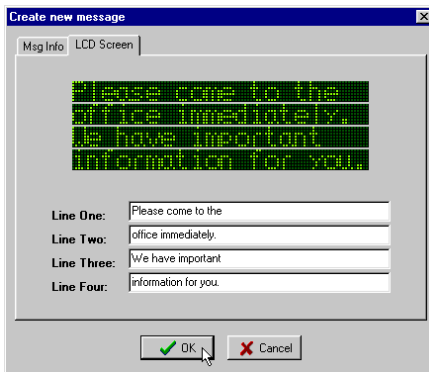 Create new message
Msg Info LCD Screen
Please come to the
office immediately.
We have important
information for you.
Line One: Please come to the
Line Two: office immediately.
Line Three: We have important
Line Four: information for you.
OK Cancel